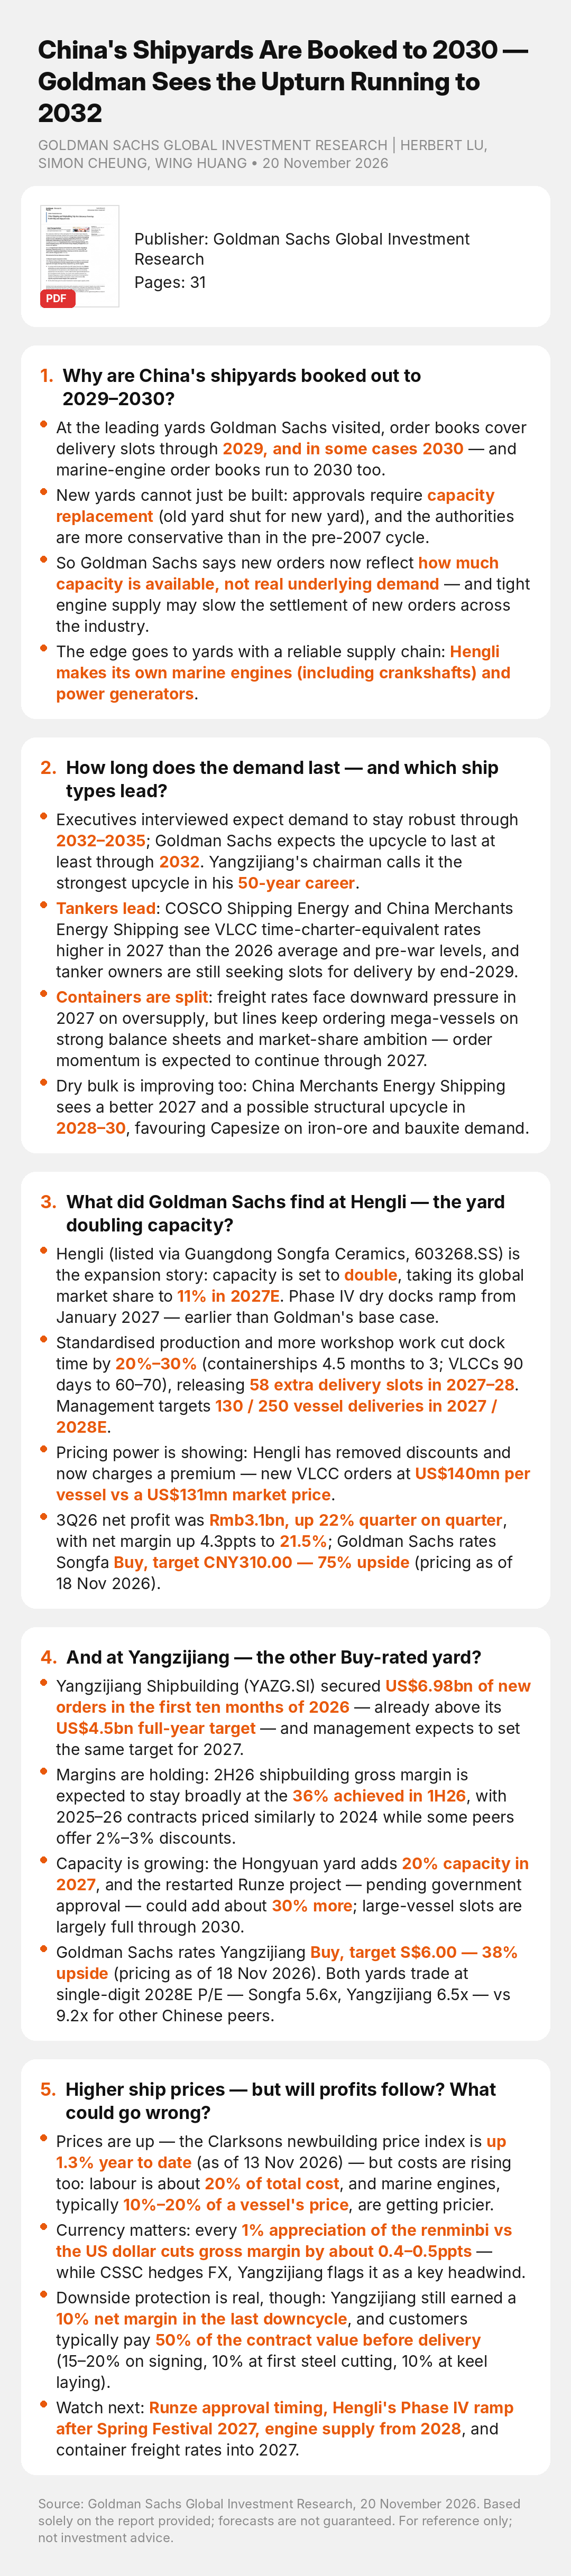 China's Shipyards Are Booked to 2030 —
Goldman Sees the Upturn Running to
2032
GOLDMAN SACHS GLOBAL INVESTMENT RESEARCH | HERBERT LU,
SIMON CHEUNG, WING HUANG • 20 November 2026
PDF
Publisher: Goldman Sachs Global Investment
Research
Pages: 31
1. Why are China's shipyards booked out to
2029–2030?
At the leading yards Goldman Sachs visited, order books cover
delivery slots through 2029, and in some cases 2030 — and
marine-engine order books run to 2030 too.
New yards cannot just be built: approvals require capacity
replacement (old yard shut for new yard), and the authorities
are more conservative than in the pre-2007 cycle.
So Goldman Sachs says new orders now reflect how much
capacity is available, not real underlying demand — and tight
engine supply may slow the settlement of new orders across
the industry.
The edge goes to yards with a reliable supply chain: Hengli
makes its own marine engines (including crankshafts) and
power generators.
2. How long does the demand last — and which ship
types lead?
Executives interviewed expect demand to stay robust through
2032–2035; Goldman Sachs expects the upcycle to last at
least through 2032. Yangzijiang's chairman calls it the
strongest upcycle in his 50-year career.
Tankers lead: COSCO Shipping Energy and China Merchants
Energy Shipping see VLCC time-charter-equivalent rates
higher in 2027 than the 2026 average and pre-war levels, and
tanker owners are still seeking slots for delivery by end-2029.
Containers are split: freight rates face downward pressure in
2027 on oversupply, but lines keep ordering mega-vessels on
strong balance sheets and market-share ambition — order
momentum is expected to continue through 2027.
Dry bulk is improving too: China Merchants Energy Shipping
sees a better 2027 and a possible structural upcycle in
2028–30, favouring Capesize on iron-ore and bauxite demand.
3. What did Goldman Sachs find at Hengli — the yard
doubling capacity?
Hengli (listed via Guangdong Songfa Ceramics, 603268.SS) is
the expansion story: capacity is set to double, taking its global
market share to 11% in 2027E. Phase IV dry docks ramp from
January 2027 — earlier than Goldman's base case.
Standardised production and more workshop work cut dock
time by 20%–30% (containerships 4.5 months to 3; VLCCs 90
days to 60–70), releasing 58 extra delivery slots in 2027–28.
Management targets 130 / 250 vessel deliveries in 2027 /
2028E.
Pricing power is showing: Hengli has removed discounts and
now charges a premium — new VLCC orders at US$140mn per
vessel vs a US$131mn market price.
3Q26 net profit was Rmb3.1bn, up 22% quarter on quarter,
with net margin up 4.3ppts to 21.5%; Goldman Sachs rates
Songfa Buy, target CNY310.00 — 75% upside (pricing as of
18 Nov 2026).
4. And at Yangzijiang — the other Buy-rated yard?
Yangzijiang Shipbuilding (YAZG.SI) secured US$6.98bn of new
orders in the first ten months of 2026 — already above its
US$4.5bn full-year target — and management expects to set
the same target for 2027.
Margins are holding: 2H26 shipbuilding gross margin is
expected to stay broadly at the 36% achieved in 1H26, with
2025–26 contracts priced similarly to 2024 while some peers
offer 2%–3% discounts.
Capacity is growing: the Hongyuan yard adds 20% capacity in
2027, and the restarted Runze project — pending government
approval — could add about 30% more; large-vessel slots are
largely full through 2030.
Goldman Sachs rates Yangzijiang Buy, target S$6.00 — 38%
upside (pricing as of 18 Nov 2026). Both yards trade at
single-digit 2028E P/E — Songfa 5.6x, Yangzijiang 6.5x — vs
9.2x for other Chinese peers.
5. Higher ship prices — but will profits follow? What
could go wrong?
Prices are up — the Clarksons newbuilding price index is up
1.3% year to date (as of 13 Nov 2026) — but costs are rising
too: labour is about 20% of total cost, and marine engines,
typically 10%–20% of a vessel's price, are getting pricier.
Currency matters: every 1% appreciation of the renminbi vs
the US dollar cuts gross margin by about 0.4–0.5ppts —
while CSSC hedges FX, Yangzijiang flags it as a key headwind.
Downside protection is real, though: Yangzijiang still earned a
10% net margin in the last downcycle, and customers
typically pay 50% of the contract value before delivery
(15–20% on signing, 10% at first steel cutting, 10% at keel
laying).
Watch next: Runze approval timing, Hengli's Phase IV ramp
after Spring Festival 2027, engine supply from 2028, and
container freight rates into 2027.
Source: Goldman Sachs Global Investment Research, 20 November 2026. Based
solely on the report provided; forecasts are not guaranteed. For reference only;
not investment advice.